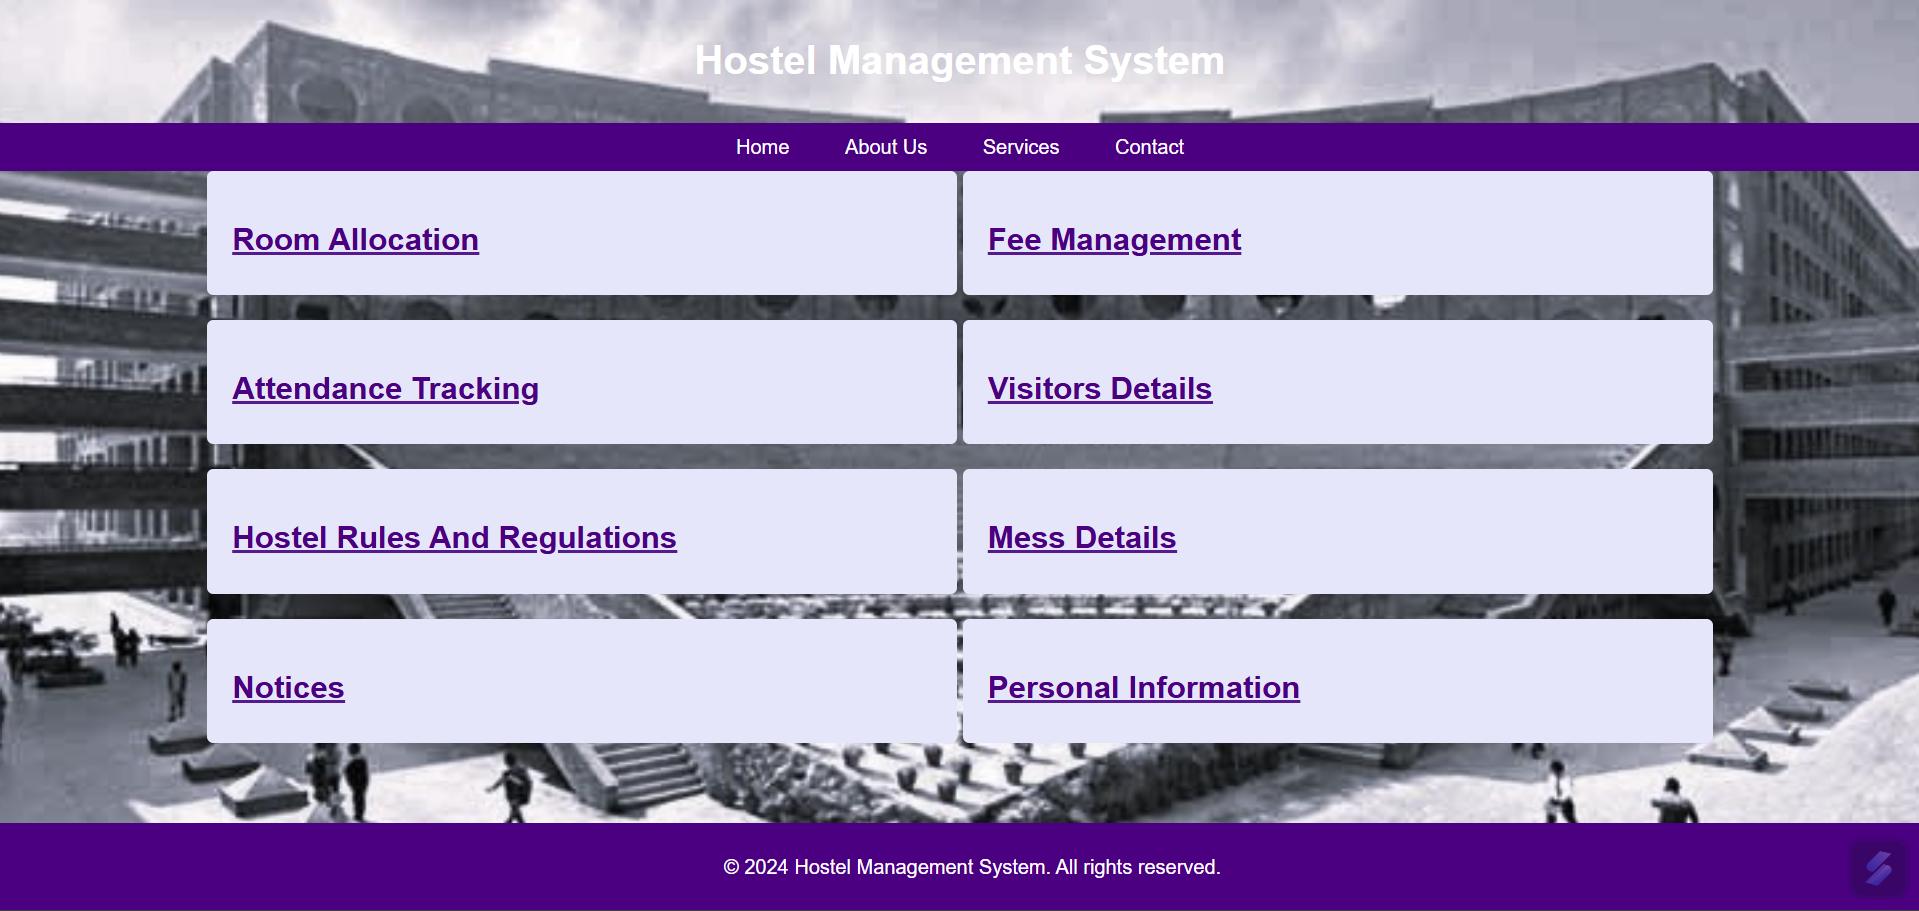 Hostel Management System
Home About Us Services Contact
Room Allocation
Fee Management
Attendance Tracking
Visitors Details
Hostel Rules And Regulations
Mess Details
Notices
Personal Information
© 2024 Hostel Management System. All rights reserved.